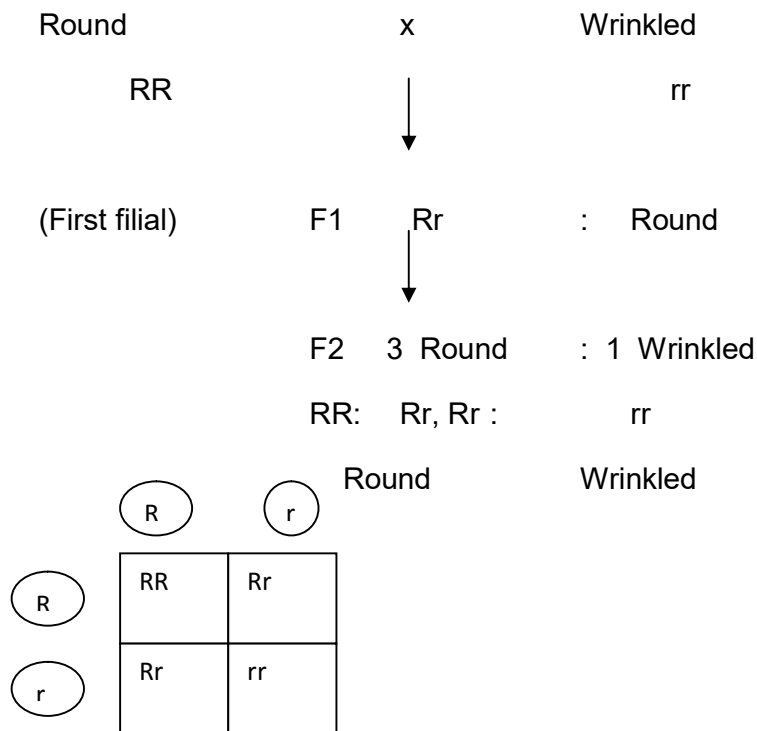 Round x Wrinkled
RR rr
(First filial) F1 Rr : Round
F2 3 Round : 1 Wrinkled
RR: Rr, Rr : rr
Round Wrinkled
R r
R RR Rr
r Rr rr